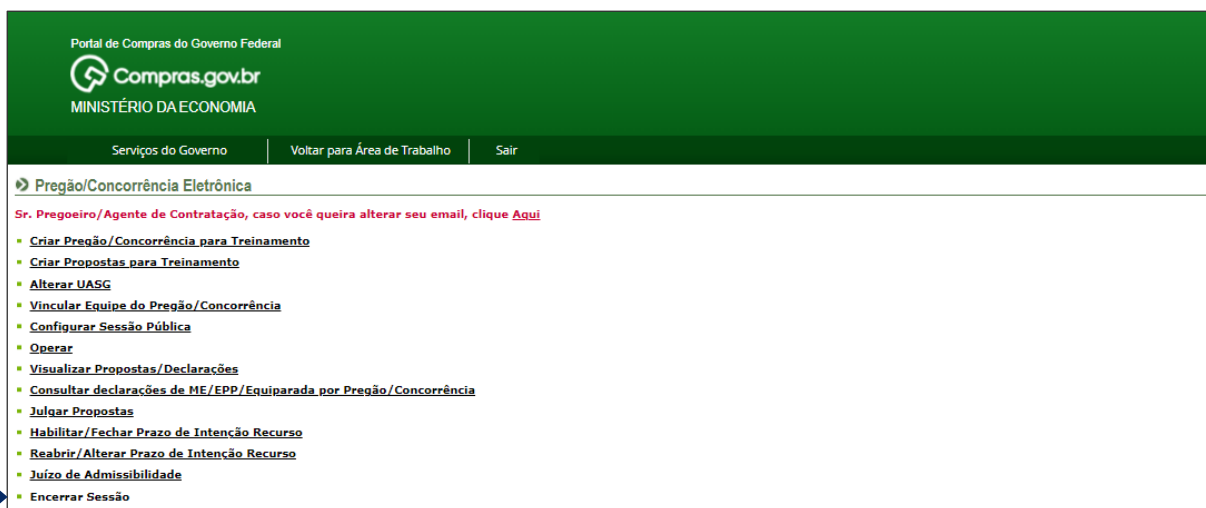 Portal de Compras do Governo Federal
Compras.gov.br
MINISTÉRIO DA ECONOMIA
Serviços do Governo Voltar para Área de Trabalho Sair
Pregão/Concorrência Eletrônica
Sr. Pregoeiro/Agente de Contratação, caso você queira alterar seu email, clique Aqui
Criar Pregão/Concorrência para Treinamento
Criar Propostas para Treinamento
Alterar UASG
Vincular Equipe do Pregão/Concorrência
Configurar Sessão Pública
Operar
Visualizar Propostas/Declarações
Consultar declarações de ME/EPP/Equiparada por Pregão/Concorrência
Julgar Propostas
Habilitar/Fechar Prazo de Intenção Recurso
Reabrir/Alterar Prazo de Intenção Recurso
Juízo de Admissibilidade
Encerrar Sessão